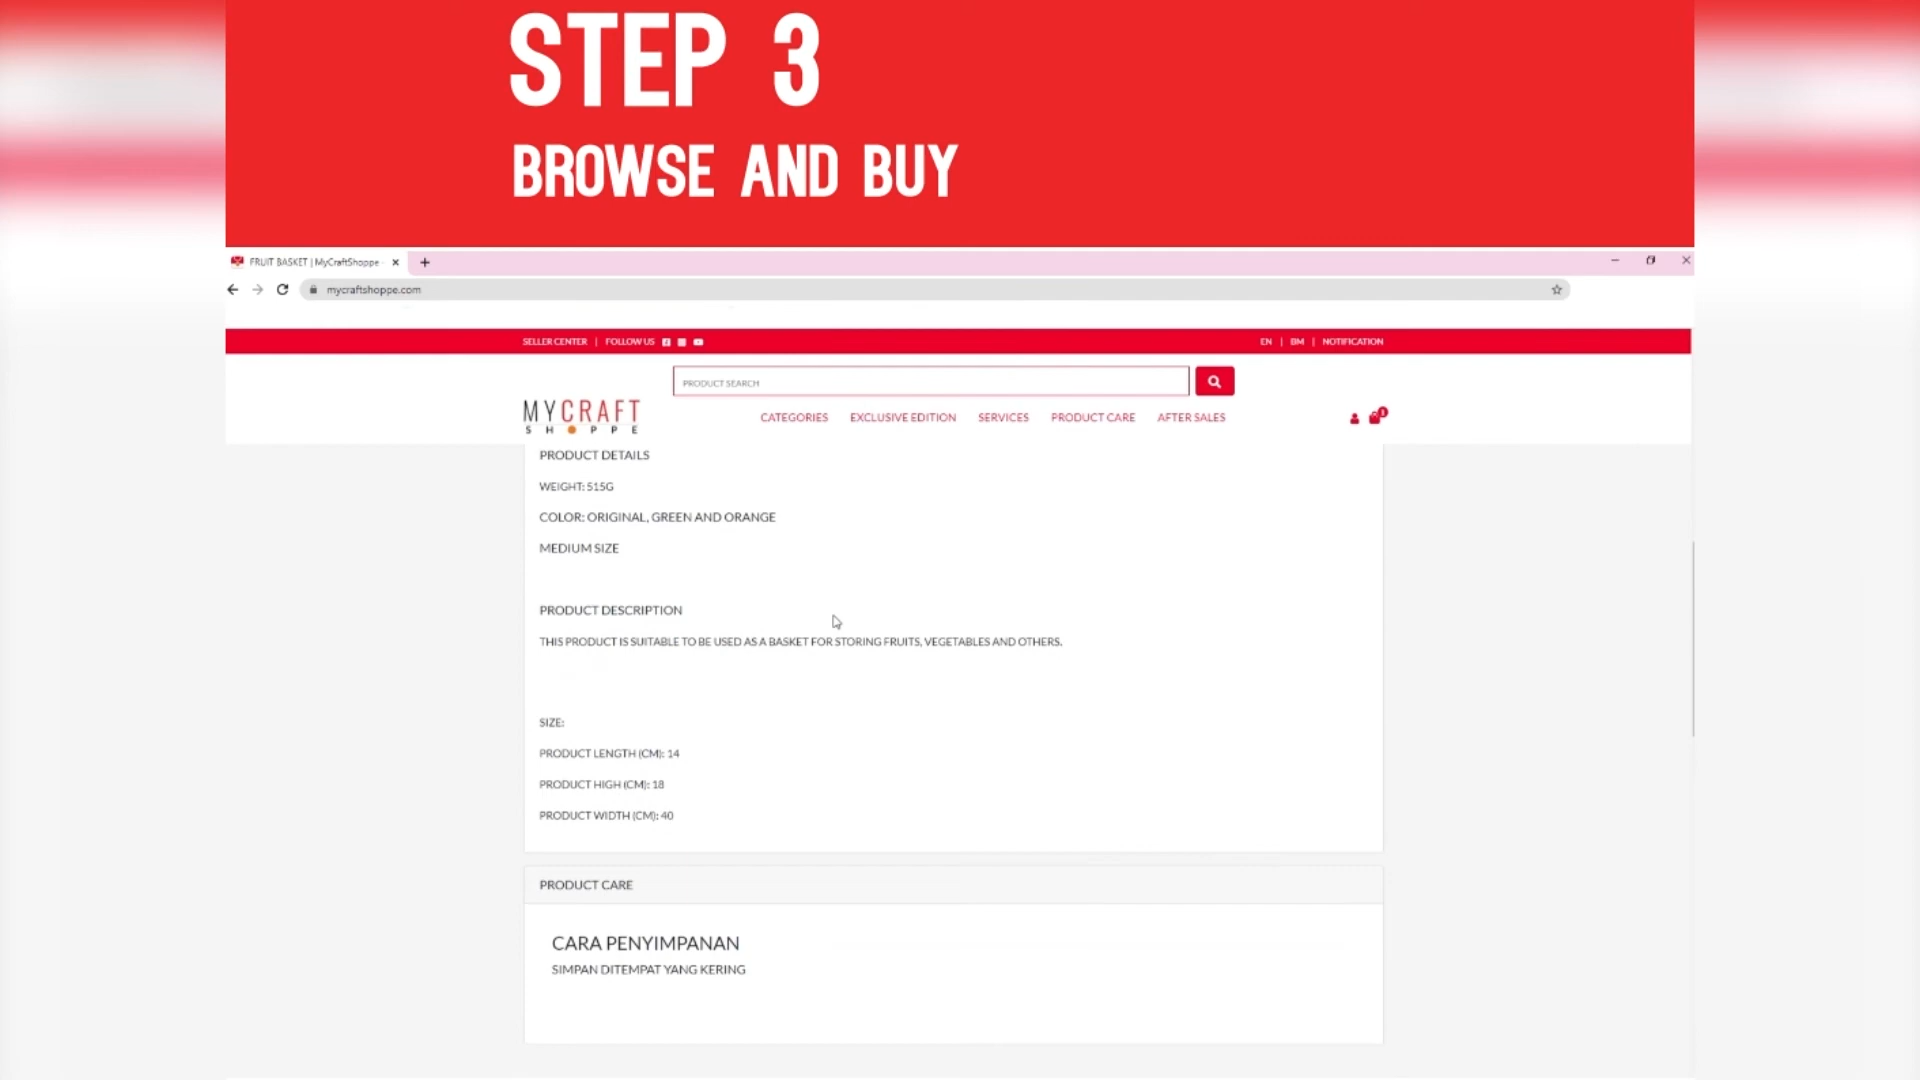 STEP 3
BROWSE AND BUY
FRUIT BASKET | MyCraftShoppe -
mycraftshoppe.com
SELLER CENTER | FOLLOW US
EN | BM | NOTIFICATION
PRODUCT SEARCH
MYCRAFT
SHOPPE
CATEGORIES EXCLUSIVE EDITION SERVICES PRODUCT CARE AFTER SALES
PRODUCT DETAILS
WEIGHT: 515G
COLOR: ORIGINAL, GREEN AND ORANGE
MEDIUM SIZE
PRODUCT DESCRIPTION
THIS PRODUCT IS SUITABLE TO BE USED AS A BASKET FOR STORING FRUITS, VEGETABLES AND OTHERS.
SIZE:
PRODUCT LENGTH (CM): 14
PRODUCT HIGH (CM): 18
PRODUCT WIDTH (CM): 40
PRODUCT CARE
CARA PENYIMPANAN
SIMPAN DITEMPAT YANG KERING